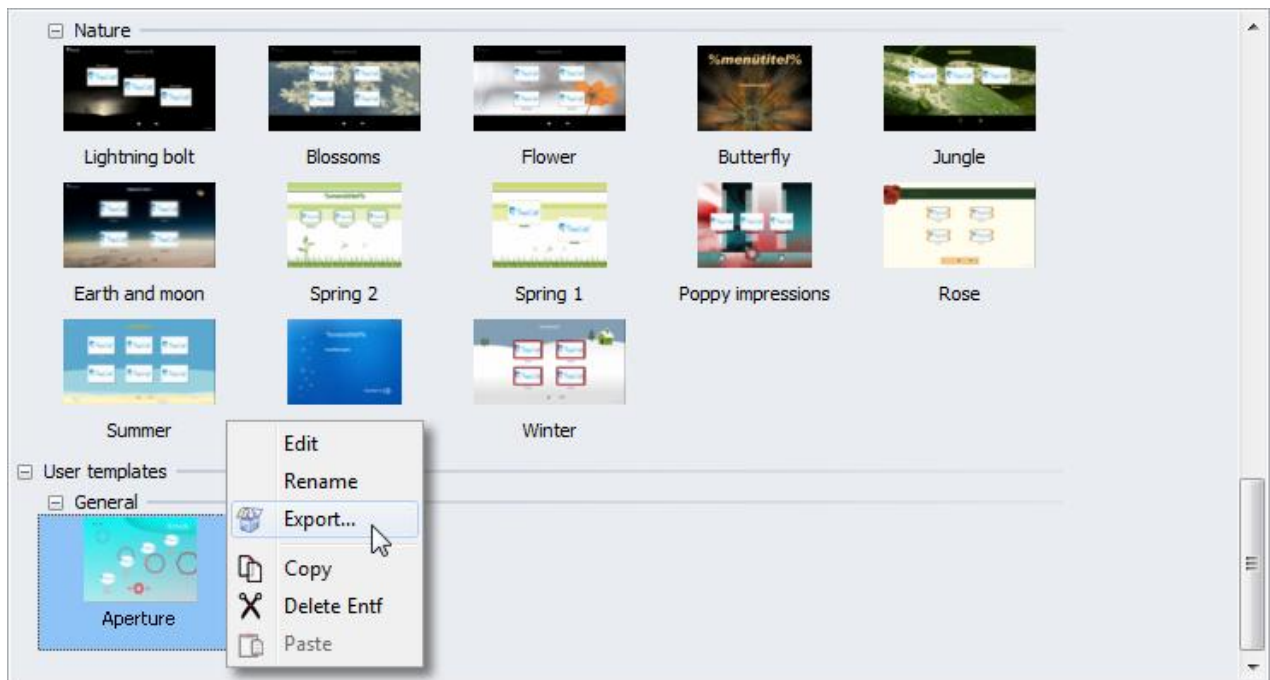 Nature
%menütitel%
Lightning bolt
Blossoms
Flower
Butterfly
Jungle
Earth and moon
Spring 2
Spring 1
Poppy impressions
Rose
Summer
Winter
User templates
General
Aperture
Edit
Rename
Export...
Copy
Delete Entf
Paste